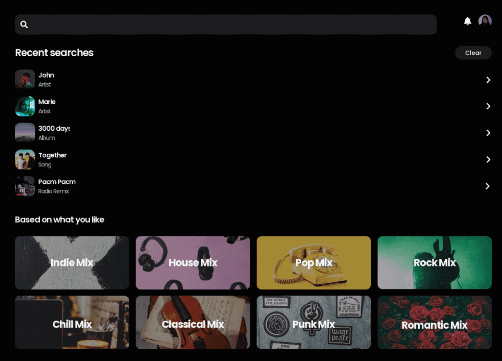 Recent searches
Clear
John
Artist
Marie
Artist
3000 days
Album
Together
Song
Pacm Pacm
Radio Remix
Based on what you like
Indie Mix
House Mix
Pop Mix
Rock Mix
Chill Mix
Classical Mix
Punk Mix
Romantic Mix